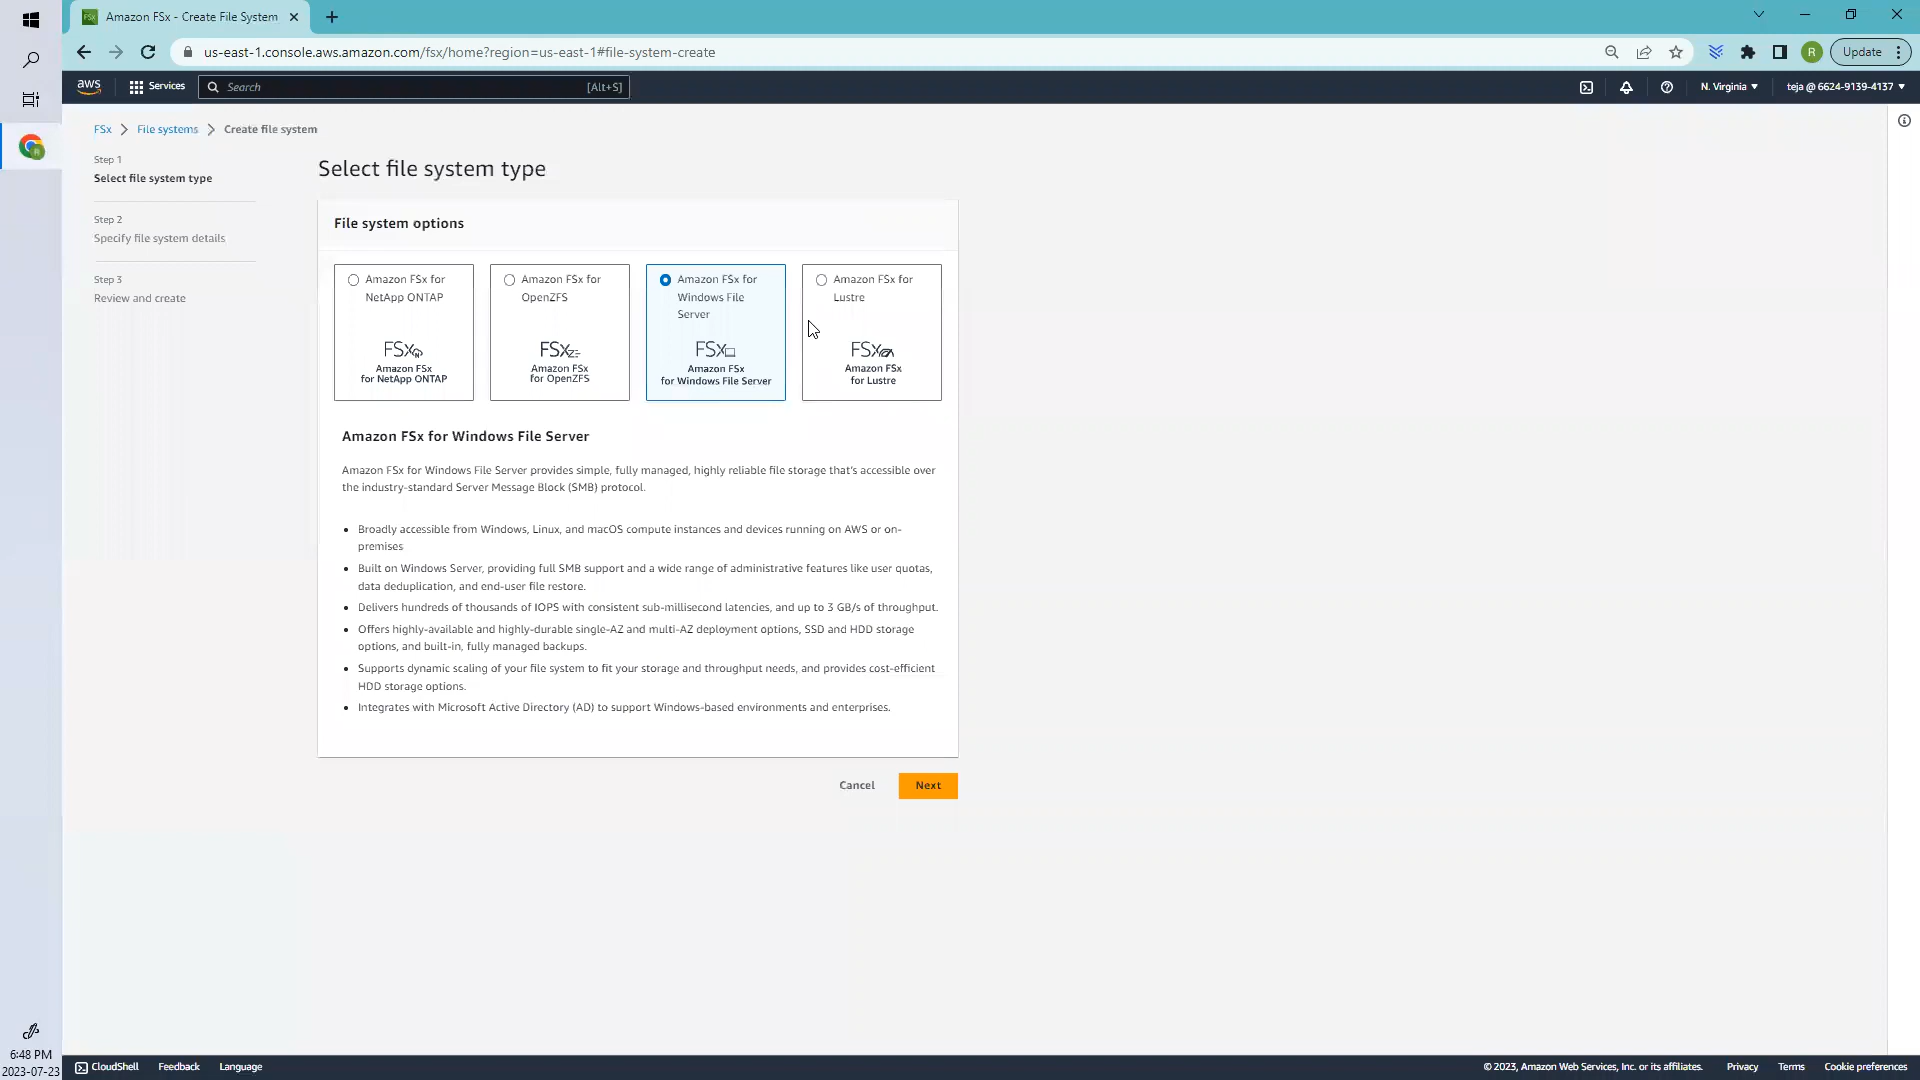 Amazon FSx - Create File System
us-east-1.console.aws.amazon.com/fsx/home?region=us-east-1#file-system-create
R
Update
aws
Services
Search
[Alt+S]
N. Virginia
teja @ 6624-9139-4137
FSx
File systems
Create file system
Step 1
Select file system type
Step 2
Specify file system details
Step 3
Review and create
Select file system type
File system options
Amazon FSx for
NetApp ONTAP
FSx
Amazon FSx
for NetApp ONTAP
Amazon FSx for
OpenZFS
FSx
Amazon FSx
for OpenZFS
Amazon FSx for
Windows File
Server
FSx
Amazon FSx
for Windows File Server
Amazon FSx for
Lustre
FSx
Amazon FSx
for Lustre
Amazon FSx for Windows File Server
Amazon FSx for Windows File Server provides simple, fully managed, highly reliable file storage that's accessible over
the industry-standard Server Message Block (SMB) protocol.
Broadly accessible from Windows, Linux, and macOS compute instances and devices running on AWS or on-
premises
Built on Windows Server, providing full SMB support and a wide range of administrative features like user quotas,
data deduplication, and end-user file restore.
Delivers hundreds of thousands of IOPS with consistent sub-millisecond latencies, and up to 3 GB/s of throughput.
Offers highly-available and highly-durable single-AZ and multi-AZ deployment options, SSD and HDD storage
options, and built-in, fully managed backups.
Supports dynamic scaling of your file system to fit your storage and throughput needs, and provides cost-efficient
HDD storage options.
Integrates with Microsoft Active Directory (AD) to support Windows-based environments and enterprises.
Cancel
Next
6:48 PM
2023-07-23
CloudShell
Feedback
Language
© 2023, Amazon Web Services, Inc. or its affiliates.
Privacy
Terms
Cookie preferences